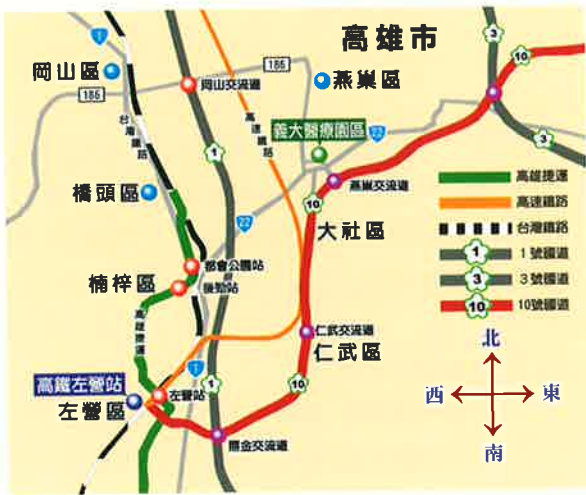 高雄市
1
3
10
岡山區
186
186
燕巢區
岡山交流道
台灣鐵路
高速鐵路
義大醫療園區
22
3
1
燕巢交流道
10
高雄捷運
橋頭區
高速鐵路
大社區
22
台灣鐵路
都會公園站
1
1號國道
楠梓區
後勁站
3
3號國道
10
10號國道
高雄捷運
仁武交流道
仁武區
北
1
高鐵左營站
左營站
1
10
西
東
左營區
鼎金交流道
南